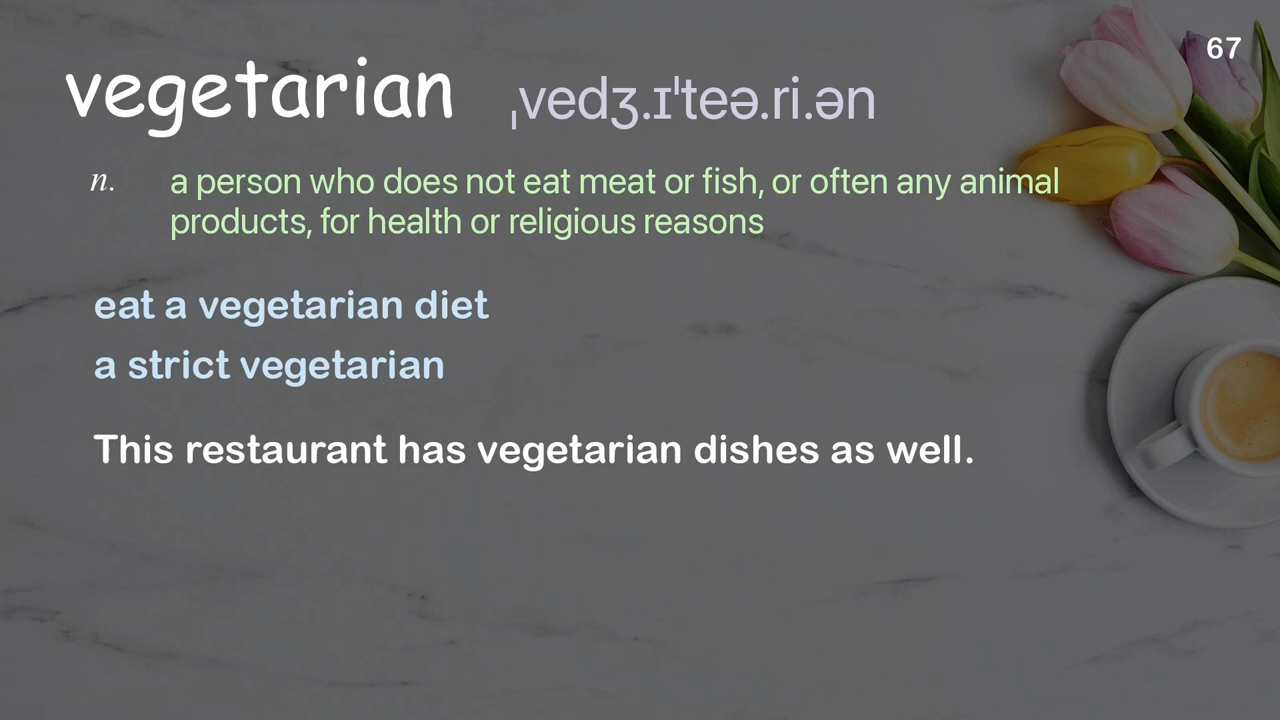 67
vegetarian ˌvedʒ.ɪˈteə.ri.ən
n. a person who does not eat meat or fish, or often any animal
products, for health or religious reasons
eat a vegetarian diet
a strict vegetarian
This restaurant has vegetarian dishes as well.